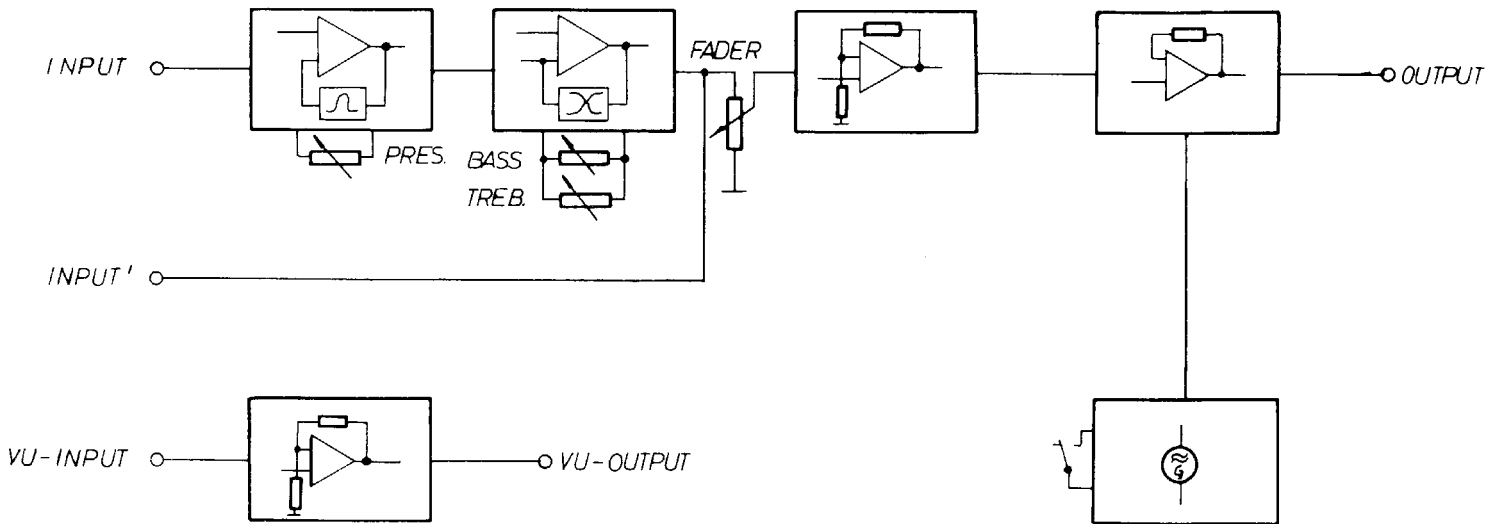 FADER
INPUT
OUTPUT
PRES.
BASS
TREB.
INPUT'
VU-INPUT
VU-OUTPUT
G